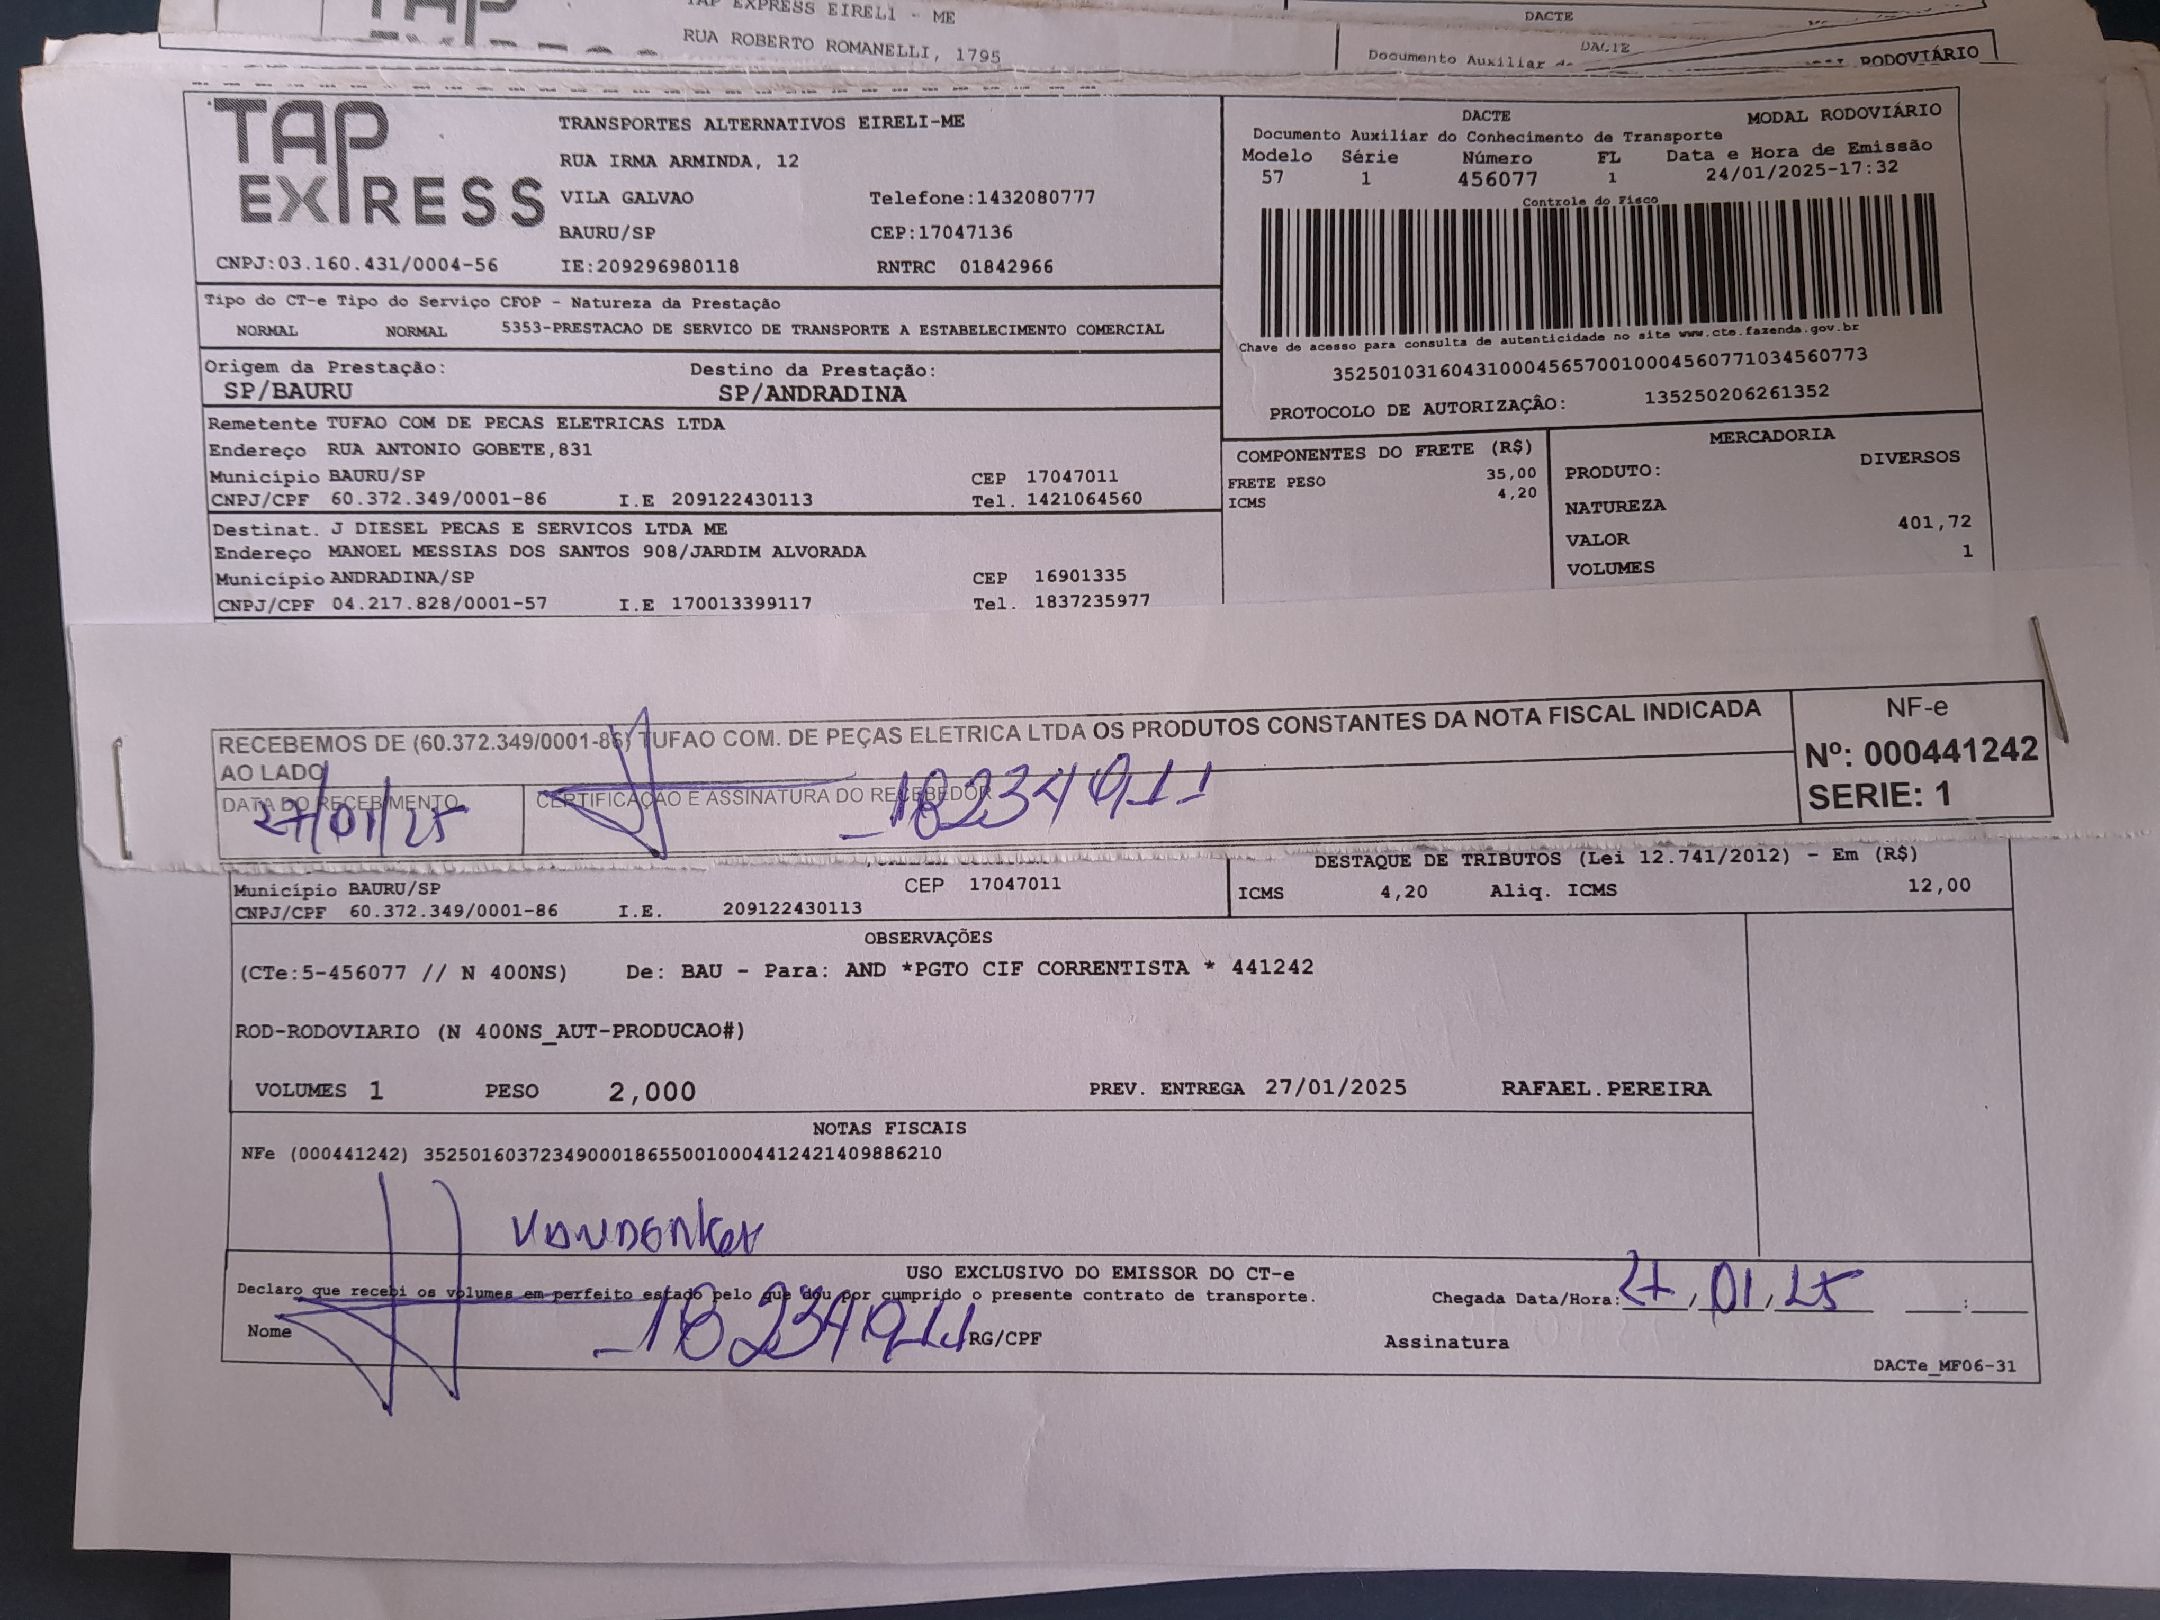 TAP EXPRESS EIRELI - ME
RUA ROBERTO ROMANELLI, 1795
DACTE
DACTE
Documento Auxiliar
RODOVIÁRIO
TAP
EXPRESS
TRANSPORTES ALTERNATIVOS EIRELI-ME
RUA IRMA ARMINDA, 12
VILA GALVAO Telefone:1432080777
BAURU/SP CEP:17047136
CNPJ:03.160.431/0004-56 IE:209296980118 RNTRC 01842966
DACTE MODAL RODOVIÁRIO
Documento Auxiliar do Conhecimento de Transporte
Modelo Série Número FL Data e Hora de Emissão
57 1 456077 1 24/01/2025-17:32
Controle do Fisco
Chave de acesso para consulta de autenticidade no site www.cte.fazenda.gov.br
35250103160431000456570010004560771034560773
PROTOCOLO DE AUTORIZAÇÂO: 135250206261352
Tipo do CT-e Tipo do Serviço CFOP - Natureza da Prestação
NORMAL NORMAL 5353-PRESTACAO DE SERVICO DE TRANSPORTE A ESTABELECIMENTO COMERCIAL
Origem da Prestação: Destino da Prestação:
SP/BAURU SP/ANDRADINA
Remetente TUFAO COM DE PECAS ELETRICAS LTDA
Endereço RUA ANTONIO GOBETE,831
Município BAURU/SP CEP 17047011
CNPJ/CPF 60.372.349/0001-86 I.E 209122430113 Tel. 1421064560
Destinat. J DIESEL PECAS E SERVICOS LTDA ME
Endereço MANOEL MESSIAS DOS SANTOS 908/JARDIM ALVORADA
Município ANDRADINA/SP CEP 16901335
CNPJ/CPF 04.217.828/0001-57 I.E 170013399117 Tel. 1837235977
COMPONENTES DO FRETE (R$)
FRETE PESO 35,00
ICMS 4,20
MERCADORIA
PRODUTO: DIVERSOS
NATUREZA
VALOR 401,72
VOLUMES 1
RECEBEMOS DE (60.372.349/0001-86) TUFAO COM. DE PEÇAS ELETRICA LTDA OS PRODUTOS CONSTANTES DA NOTA FISCAL INDICADA
AO LADO
DATA DO RECEBIMENTO CERTIFICAÇAO E ASSINATURA DO RECEBEDOR
27/01/25 18234911
NF-e
Nº: 000441242
SERIE: 1
Município BAURU/SP CEP 17047011
CNPJ/CPF 60.372.349/0001-86 I.E. 209122430113
DESTAQUE DE TRIBUTOS (Lei 12.741/2012) - Em (R$)
ICMS 4,20 Aliq. ICMS 12,00
OBSERVAÇÕES
(CTe:5-456077 // N 400NS) De: BAU - Para: AND *PGTO CIF CORRENTISTA * 441242
ROD-RODOVIARIO (N 400NS_AUT-PRODUCAO#)
VOLUMES 1 PESO 2,000 PREV. ENTREGA 27/01/2025 RAFAEL.PEREIRA
NOTAS FISCAIS
NFe (000441242) 35250160372349000186550010004412421409886210
USO EXCLUSIVO DO EMISSOR DO CT-e
Declaro que recebi os volumes em perfeito estado pelo que dou por cumprido o presente contrato de transporte.
Chegada Data/Hora: 27, 01, 25 :
Nome 18234911 RG/CPF Assinatura
DACTe_MF06-31